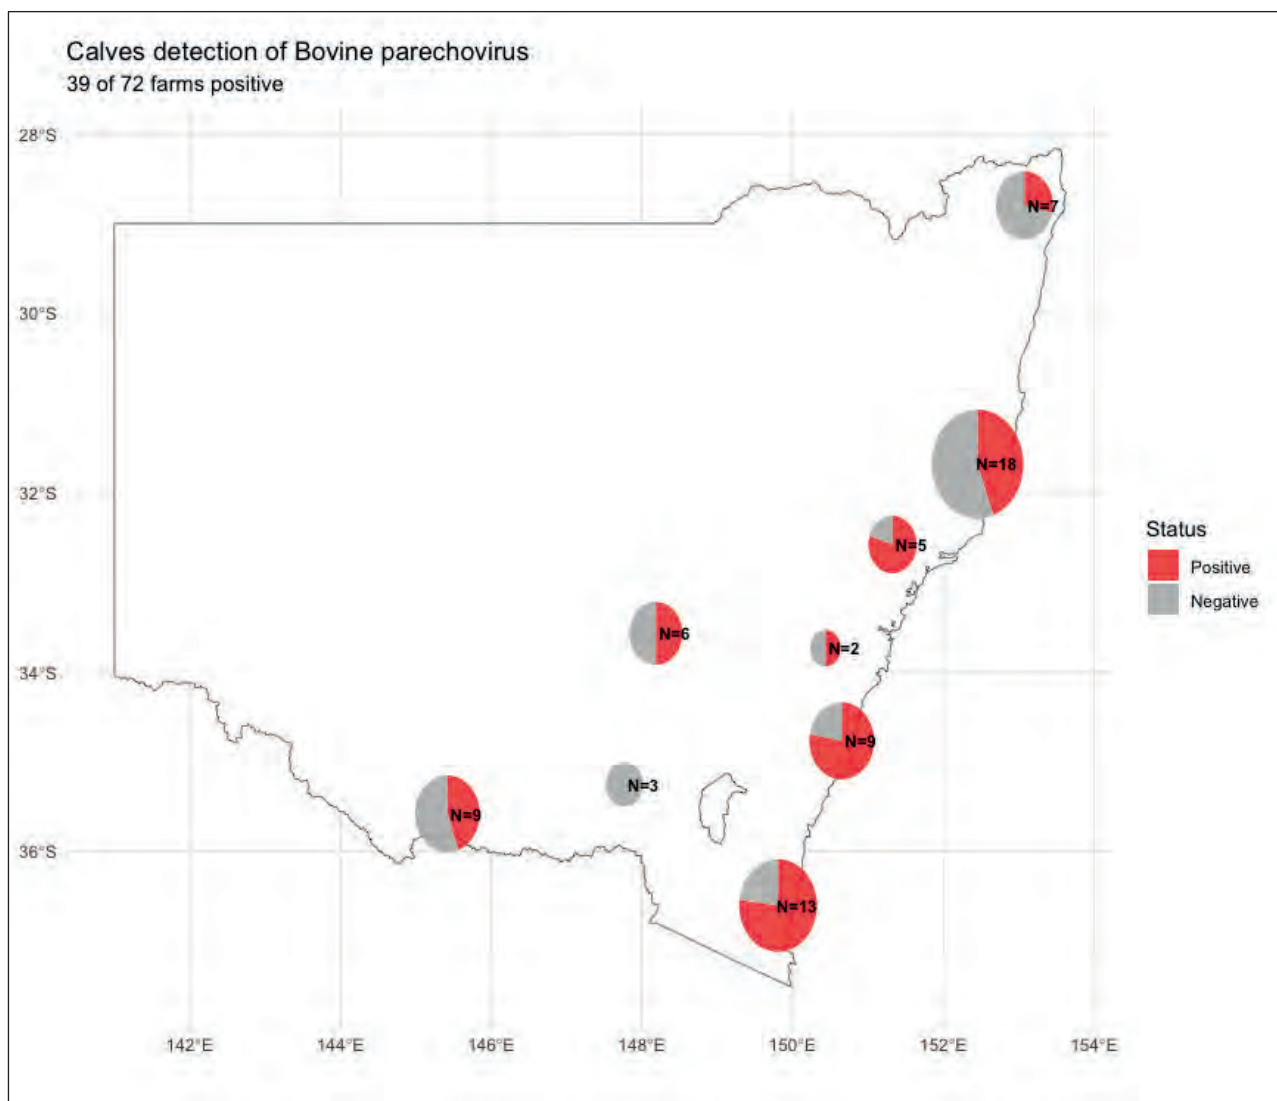 Calves detection of Bovine parechovirus
39 of 72 farms positive
28°S
N=7
30°S
N=18
32°S
N=5
N=6
N=2
34°S
N=9
N=3
N=9
36°S
N=13
Status
Positive
Negative
142°E 144°E 146°E 148°E 150°E 152°E 154°E